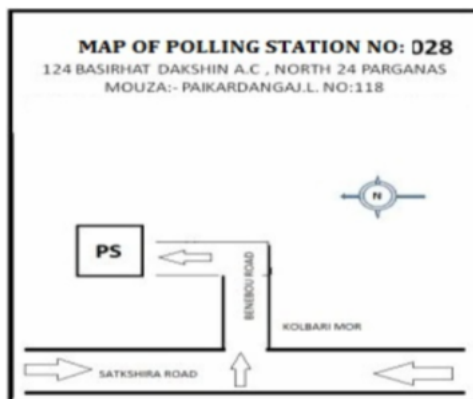 MAP OF POLLING STATION NO: 028
124 BASIRHAT DAKSHIN A.C , NORTH 24 PARGANAS
MOUZA:- PAIKARDANGAJ.L. NO:118
N
PS
BENEBOU ROAD
KOLBARI MOR
SATKSHIRA ROAD